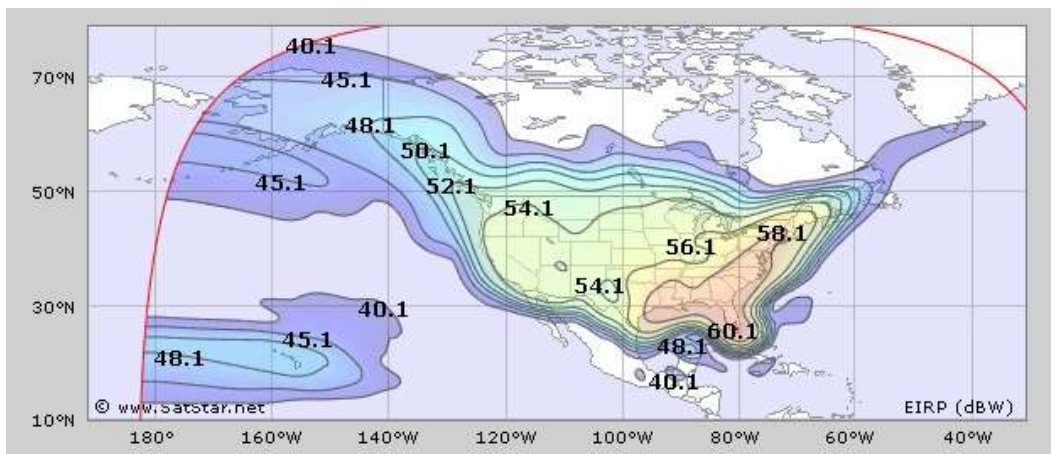 40.1
70°N
45.1
48.1
50.1
52.1
50°N
45.1
54.1
58.1
56.1
54.1
30°N
40.1
60.1
45.1
48.1
48.1
40.1
© www.SatStar.net
EIRP (dBW)
10°N
180°
160°W
140°W
120°W
100°W
80°W
60°W
40°W